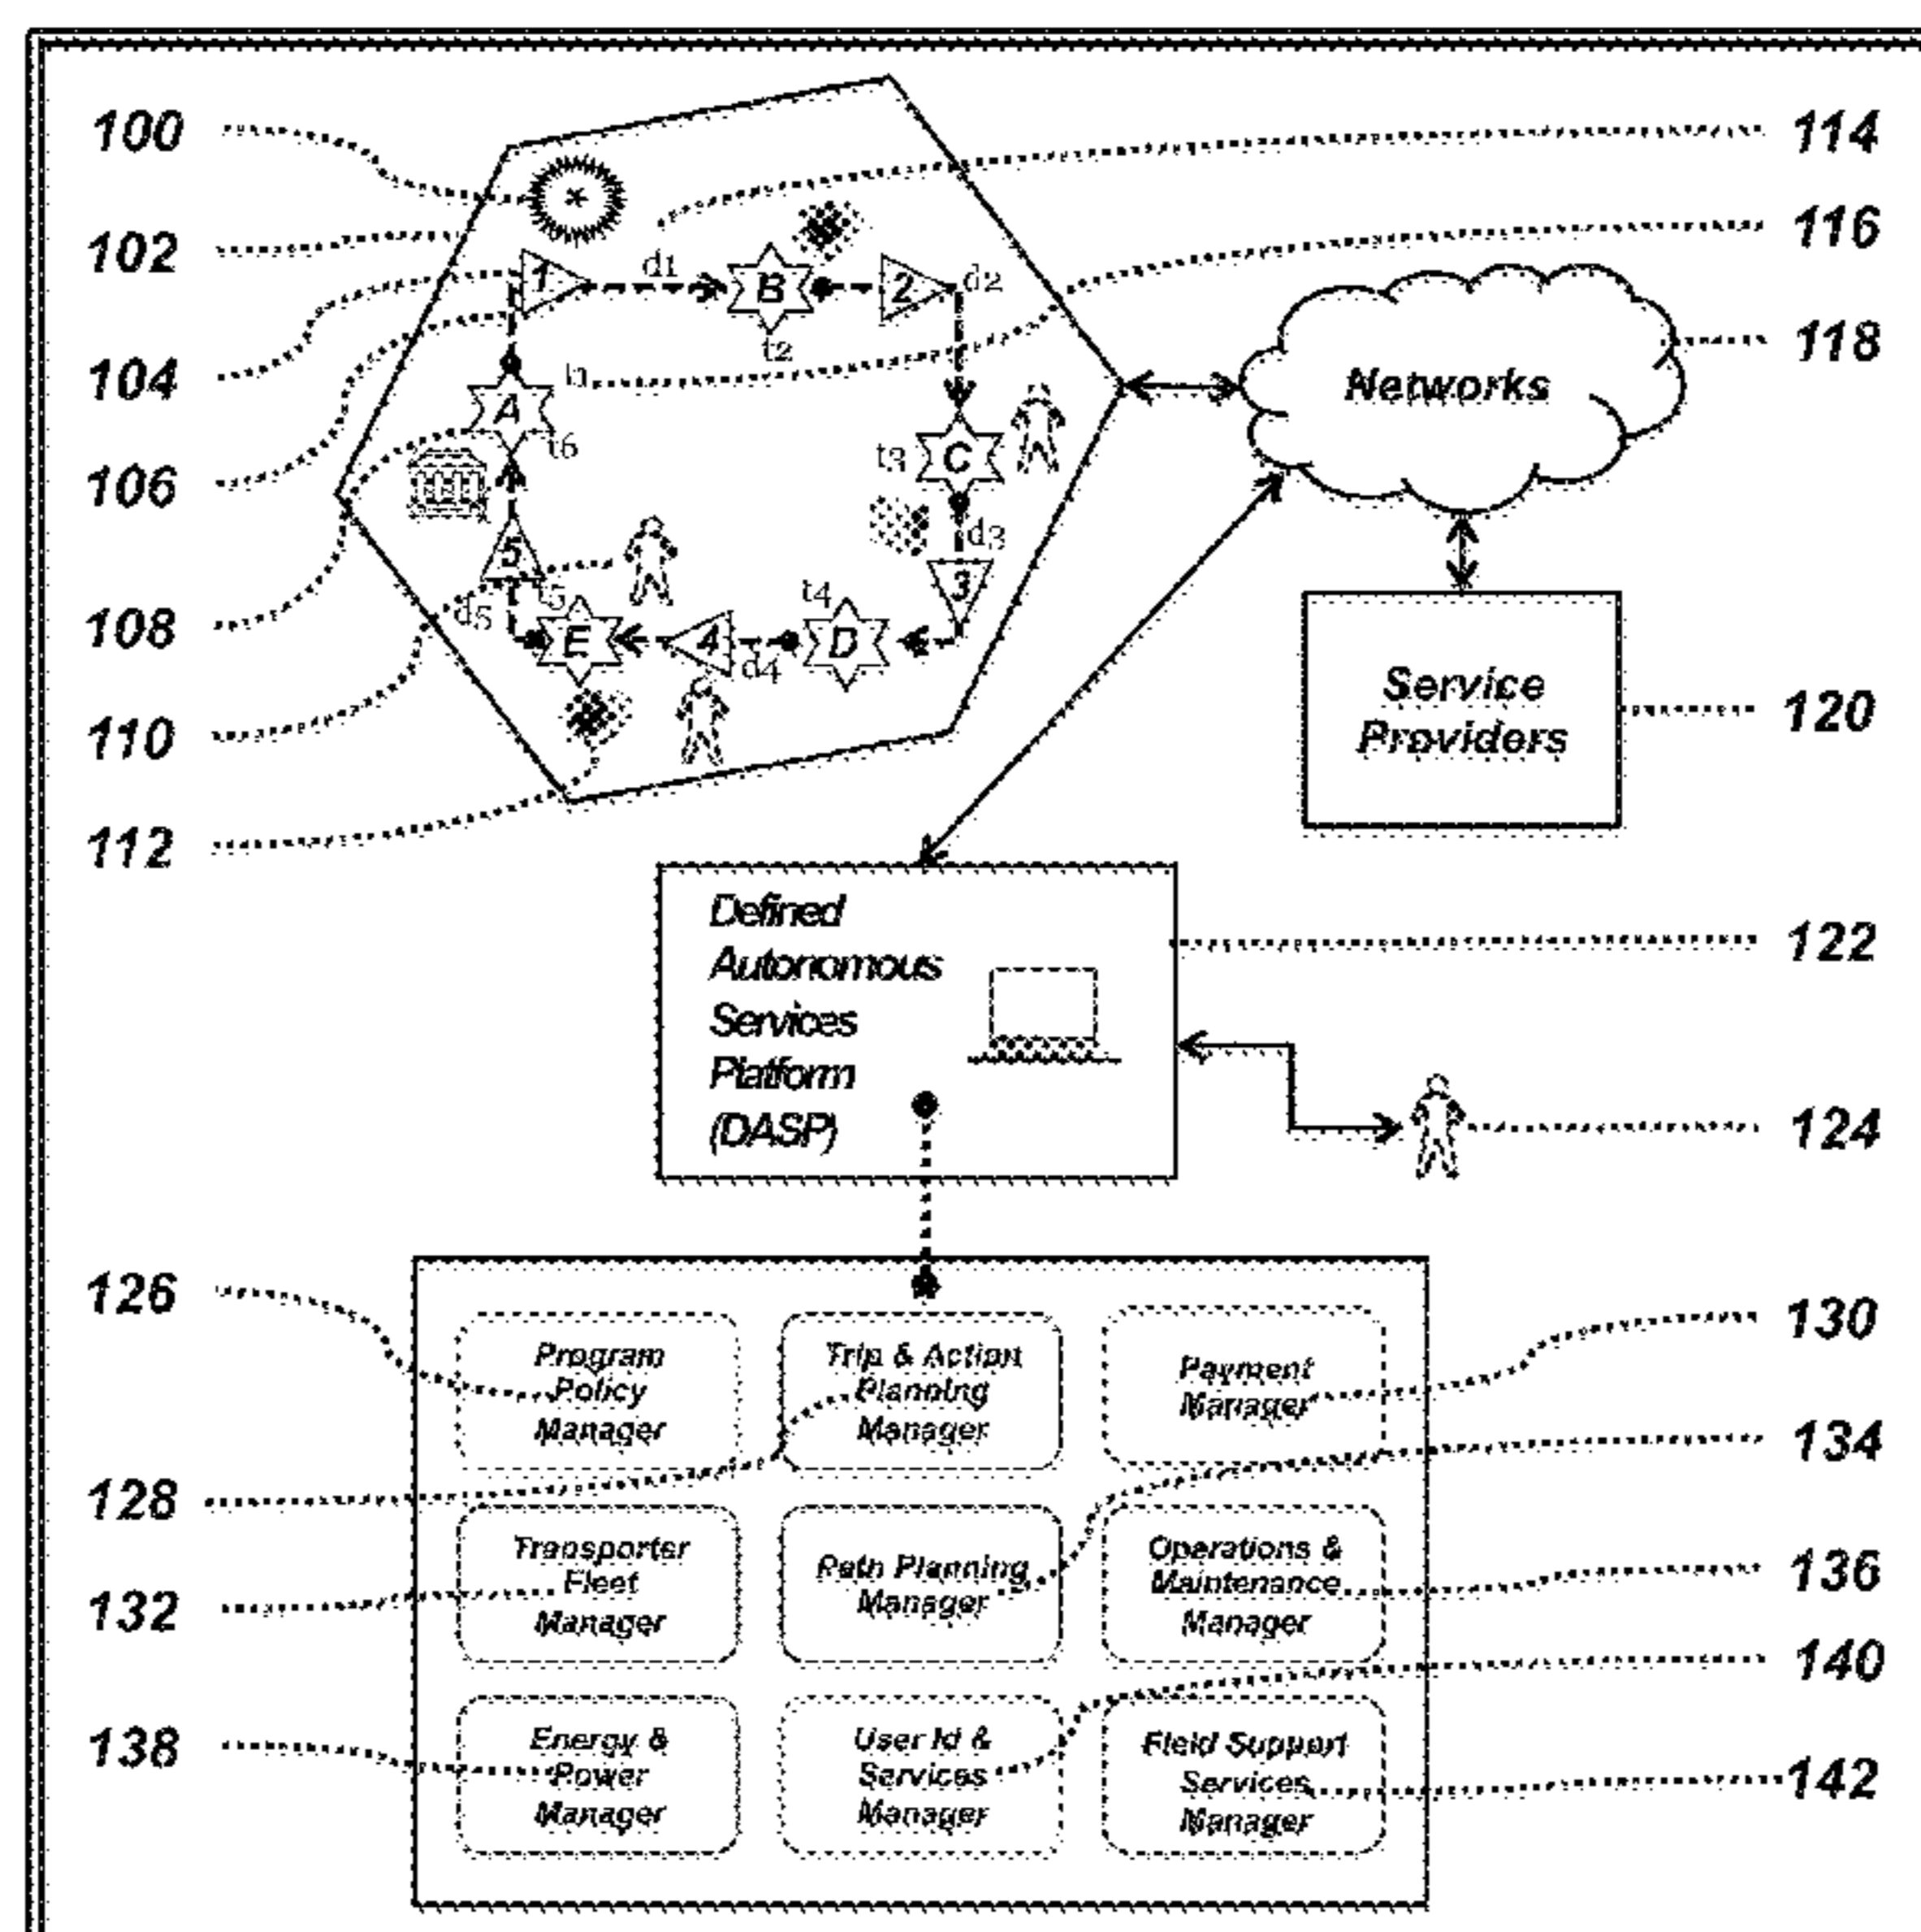 100
114
102
116
104
118
106
108
110
120
112
1
d1
B
t2
2
d2
A
t6
t3
C
d3
3
5
t5
d5
E
4
d4
t4
D
*
Networks
Service
Providers
Defined
Autonomous
Services
Platform
(DASP)
122
124
126
130
128
134
132
136
138
140
142
Program
Policy
Manager
Trip & Action
Planning
Manager
Payment
Manager
Transporter
Fleet
Manager
Path Planning
Manager
Operations &
Maintenance
Manager
Energy &
Power
Manager
User Id &
Services
Manager
Field Support
Services
Manager